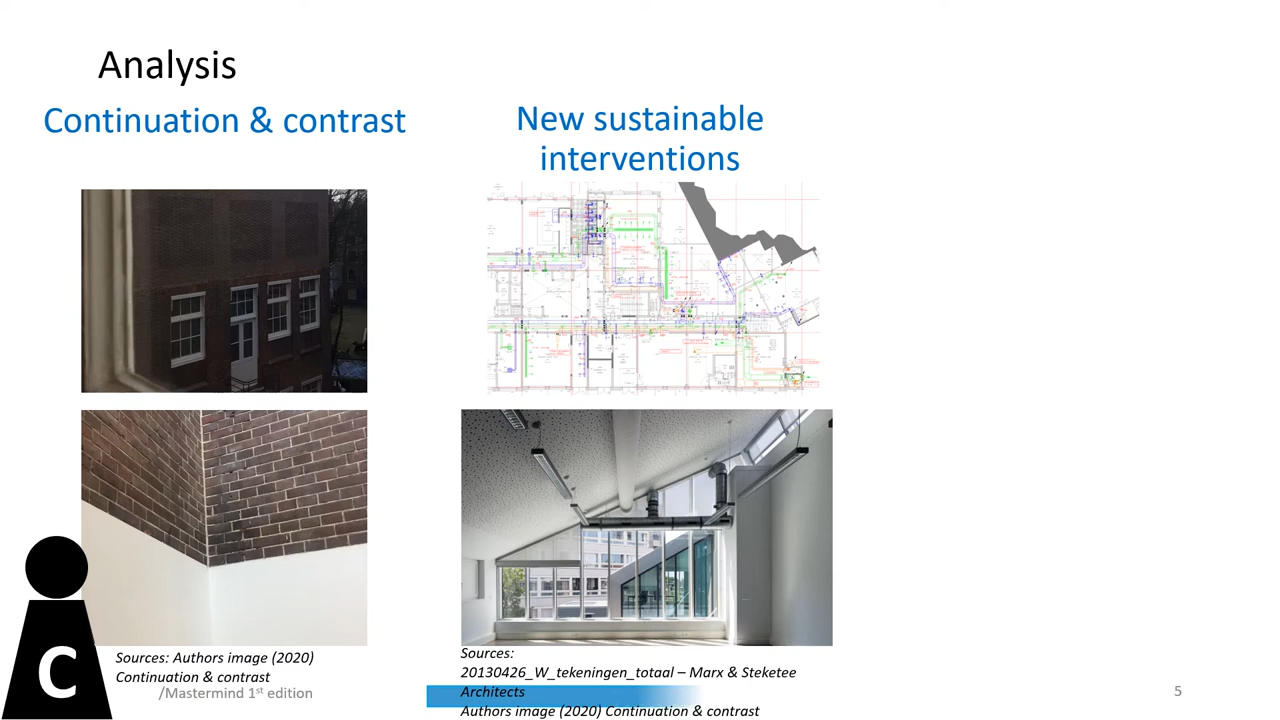 Analysis
Continuation & contrast
New sustainable
interventions
C
Sources: Authors image (2020)
Continuation & contrast
Sources:
20130426_W_tekeningen_totaal – Marx & Steketee
Architects
Authors image (2020) Continuation & contrast
/Mastermind 1st edition
5